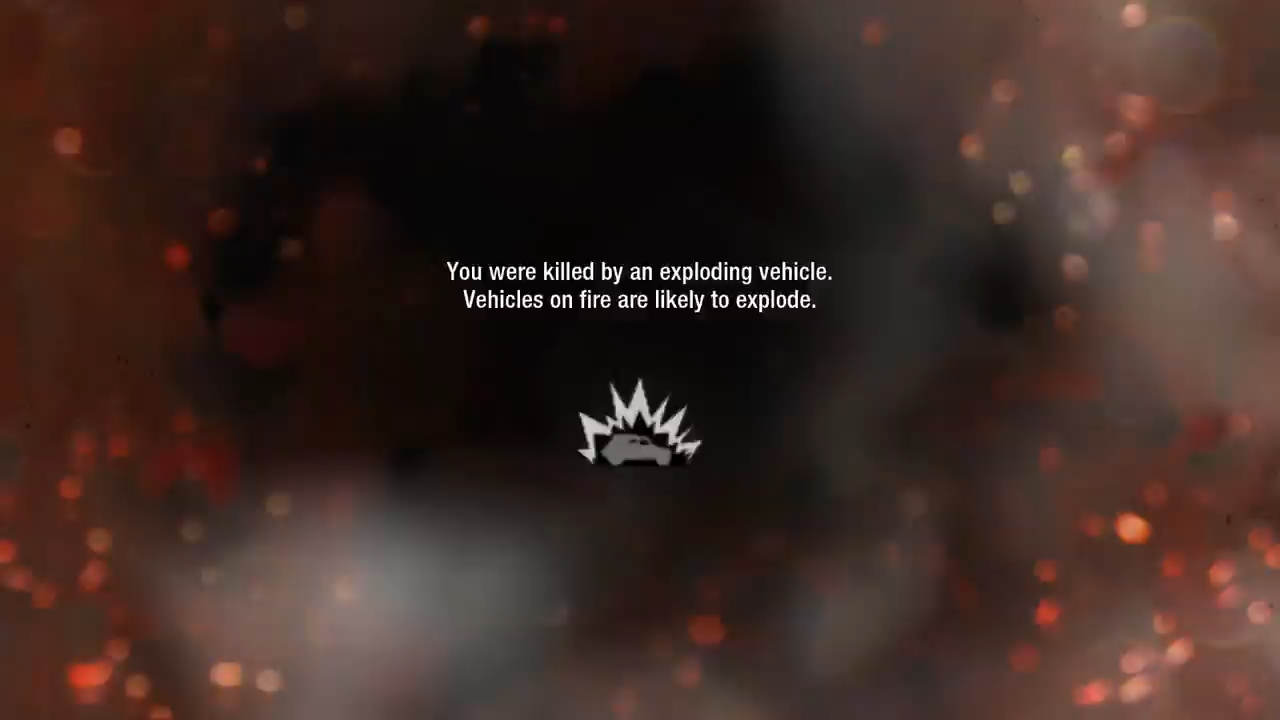 You were killed by an exploding vehicle.
Vehicles on fire are likely to explode.